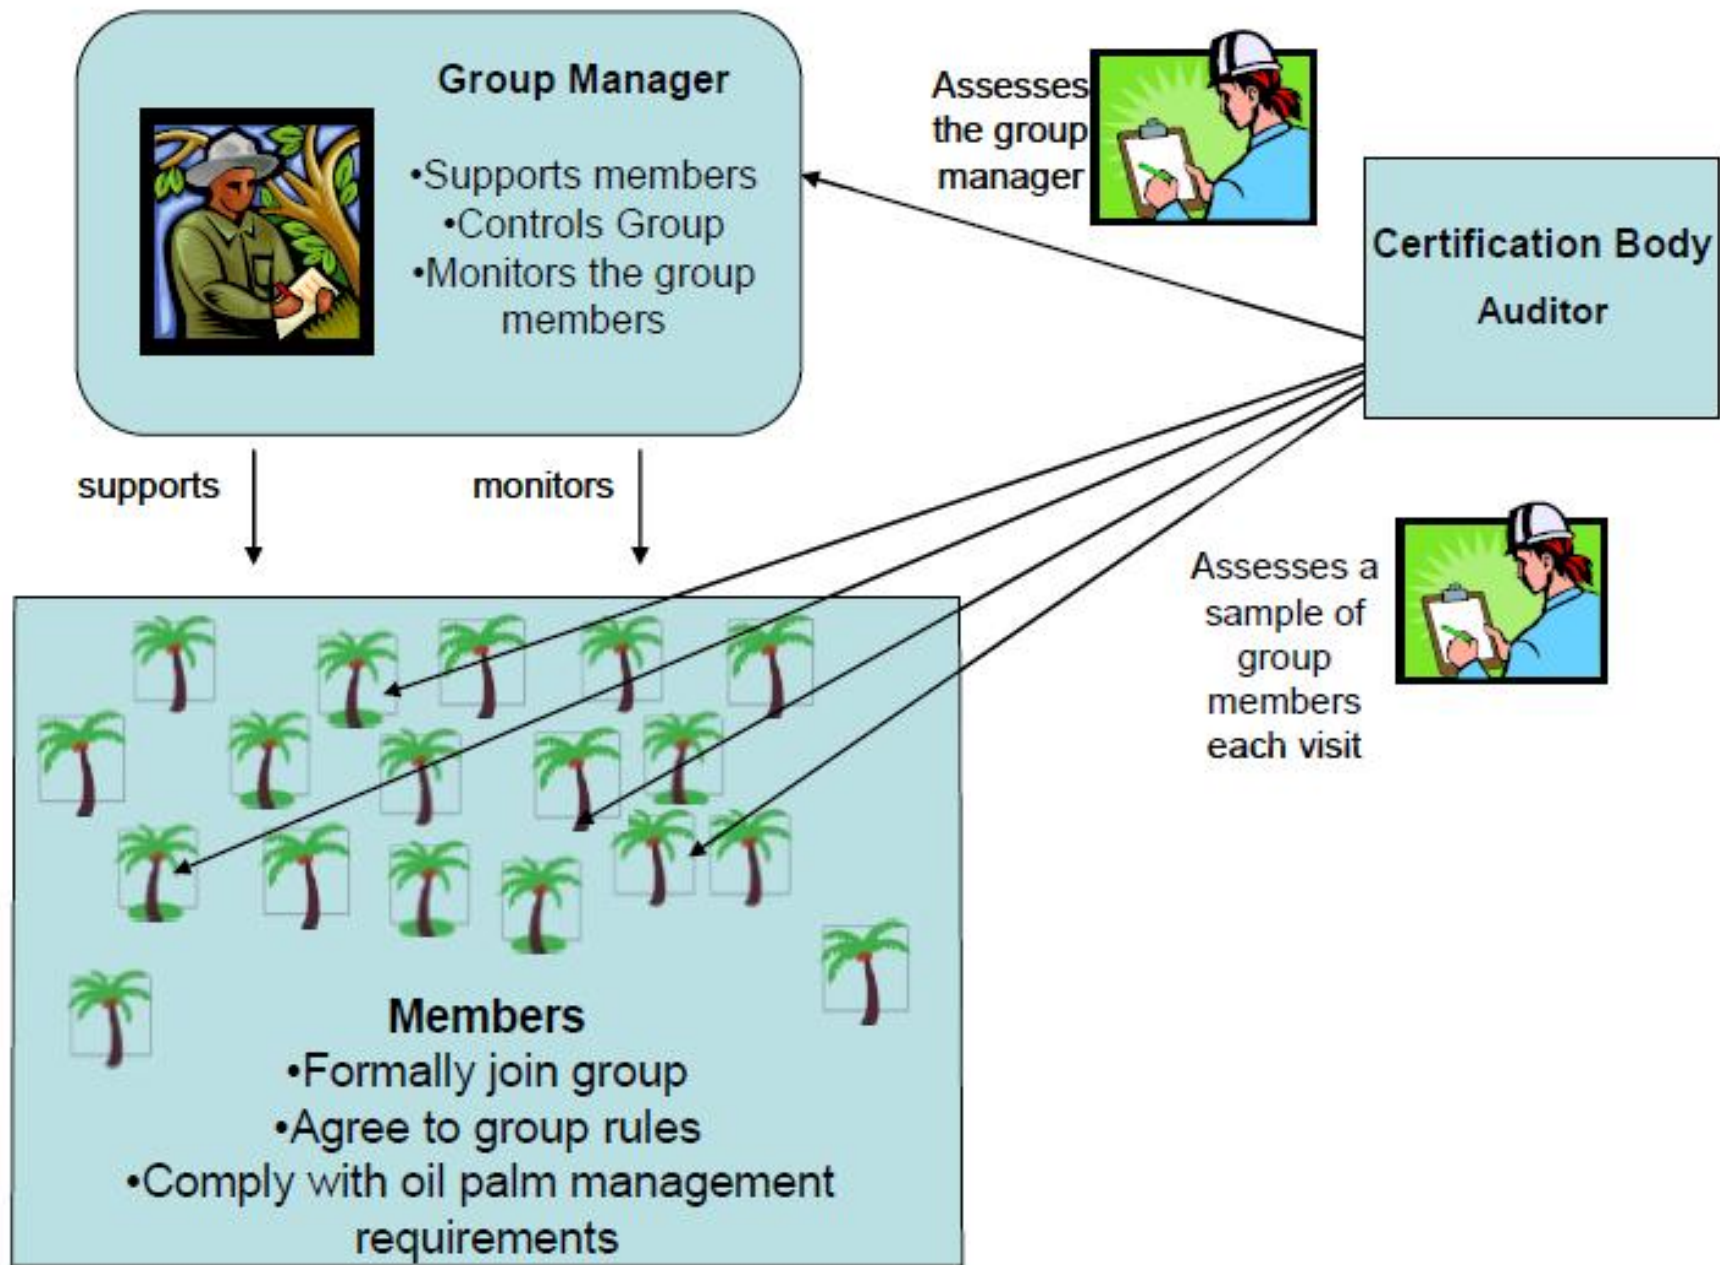 Group Manager
•Supports members
•Controls Group
•Monitors the group
members
Assesses
the group
manager
Certification Body
Auditor
supports
monitors
Assesses a
sample of
group
members
each visit
Members
•Formally join group
•Agree to group rules
•Comply with oil palm management
requirements